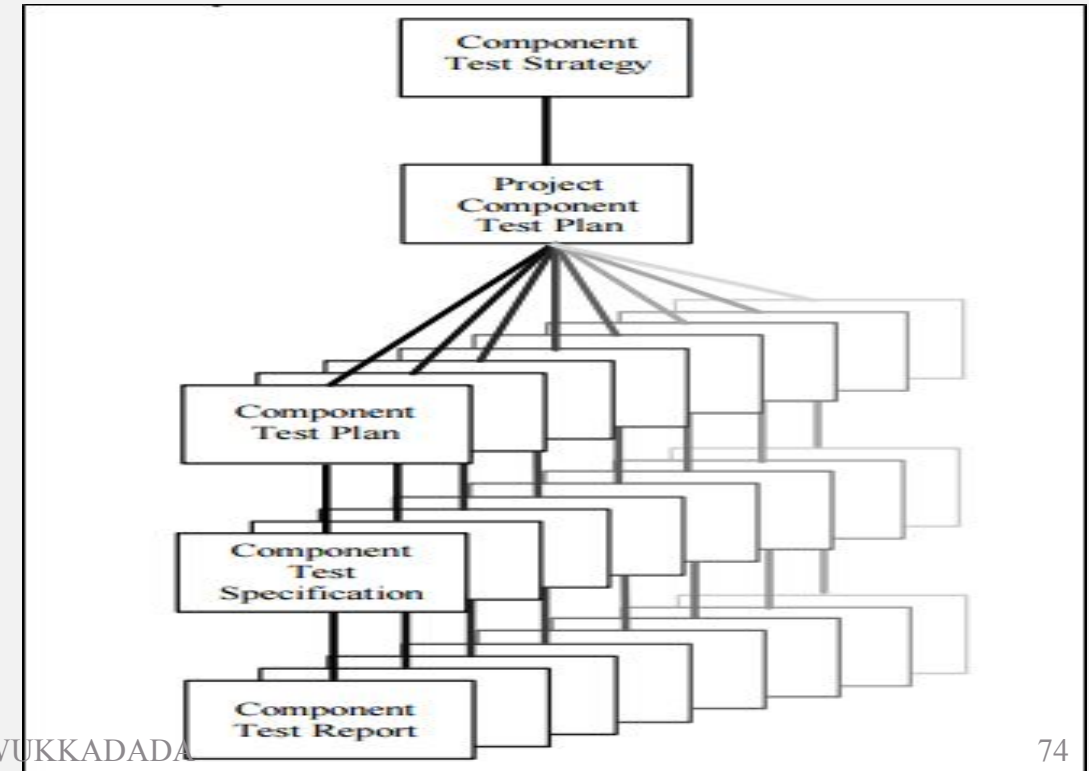 Component
Test Strategy
Project
Component
Test Plan
Component
Test Plan
Component
Test
Specification
Component
Test Report
VUKKADADA
74